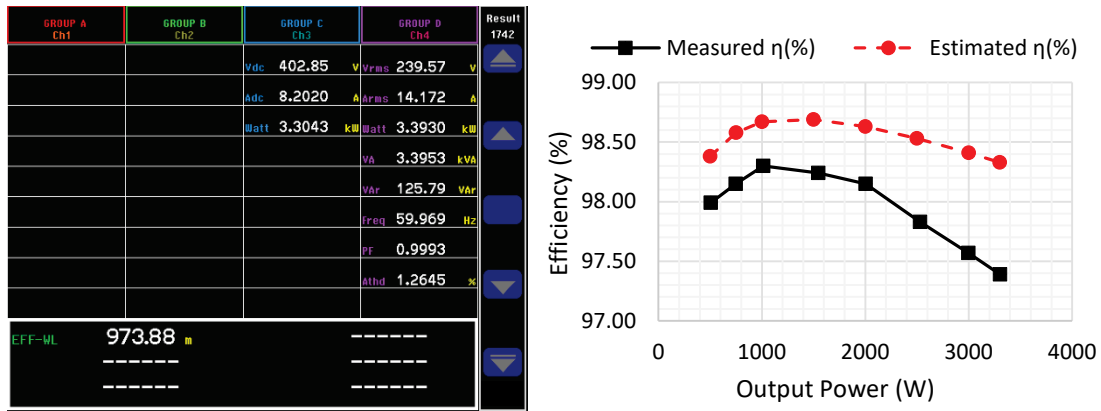 GROUP A GROUP B GROUP C GROUP D Result
Ch1 Ch2 Ch3 Ch4 1742
Vdc 402.85 V Vrms 239.57 V
Adc 8.2020 A Arms 14.172 A
Watt 3.3043 kW Watt 3.3930 kW
VA 3.3953 kVA
VAr 125.79 VAr
Freq 59.969 Hz
PF 0.9993
Athd 1.2645 %
EFF-WL 973.88 m ------
------ ------
------ ------
Measured η(%) Estimated η(%)
99.00
98.50
98.00
97.50
97.00
Efficiency (%)
0 1000 2000 3000 4000
Output Power (W)